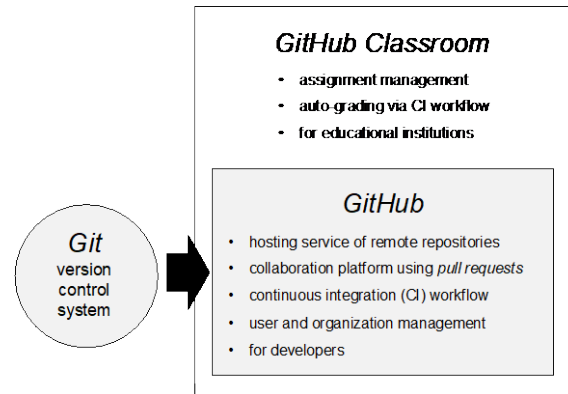 GitHub Classroom
• assignment management
• auto-grading via CI workflow
• for educational institutions
Git
version
control
system
GitHub
• hosting service of remote repositories
• collaboration platform using pull requests
• continuous integration (CI) workflow
• user and organization management
• for developers